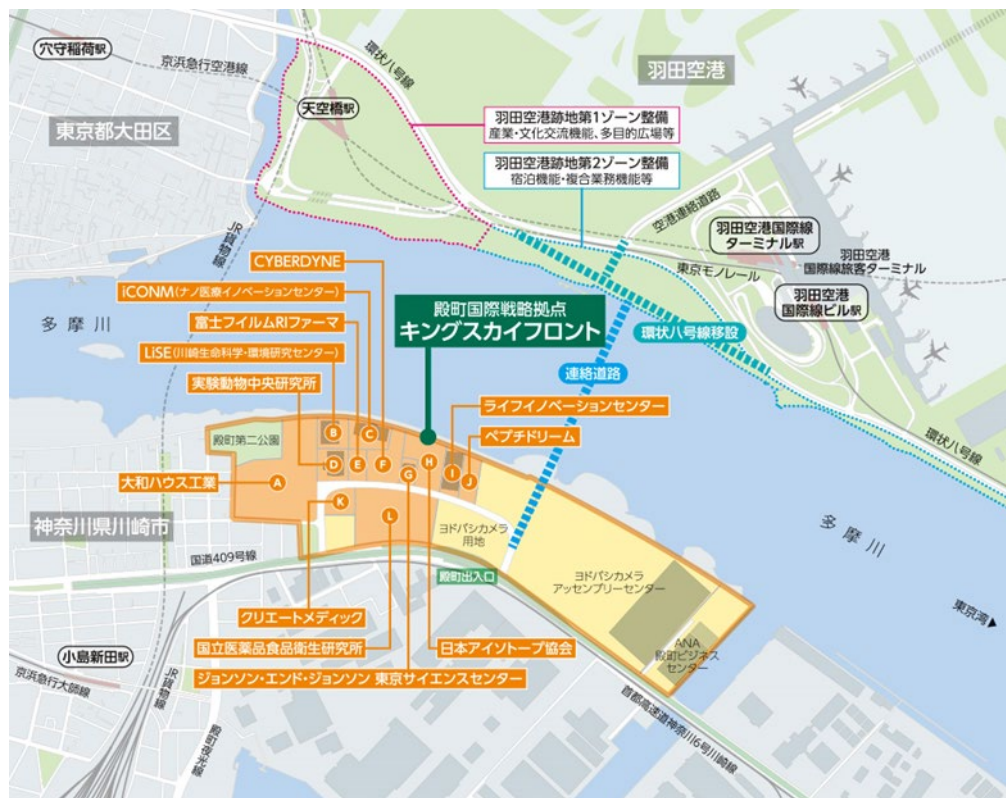 穴守稲荷駅
京浜急行空港線
環状八号線
羽田空港
東京都大田区
天空橋駅
羽田空港跡地第1ゾーン整備
産業・文化交流機能、多目的広場等
羽田空港跡地第2ゾーン整備
宿泊機能・複合業務機能等
空港連絡道路
JR貨物線
羽田空港国際線
ターミナル駅
羽田空港
国際線旅客ターミナル
東京モノレール
羽田空港
国際線ビル駅
CYBERDYNE
iCONM(ナノ医療イノベーションセンター)
殿町国際戦略拠点
キングスカイフロント
多摩川
富士フイルムRIファーマ
環状八号線移設
LiSE(川崎生命科学・環境研究センター)
連絡道路
実験動物中央研究所
ライフイノベーションセンター
ペプチドリーム
殿町第二公園
B
C
D
E
F
G
H
I
J
A
K
L
大和ハウス工業
環状八号線
神奈川県川崎市
ヨドバシカメラ
用地
多摩川
国道409号線
殿町出入口
ヨドバシカメラ
アッセンブリーセンター
東京湾▶
クリエートメディック
国立医薬品食品衛生研究所
日本アイソトープ協会
ANA
殿町ビジネス
センター
小島新田駅
ジョンソン・エンド・ジョンソン 東京サイエンスセンター
京浜急行大師線
JR貨物線
殿町夜光線
首都高速道神奈川6号川崎線